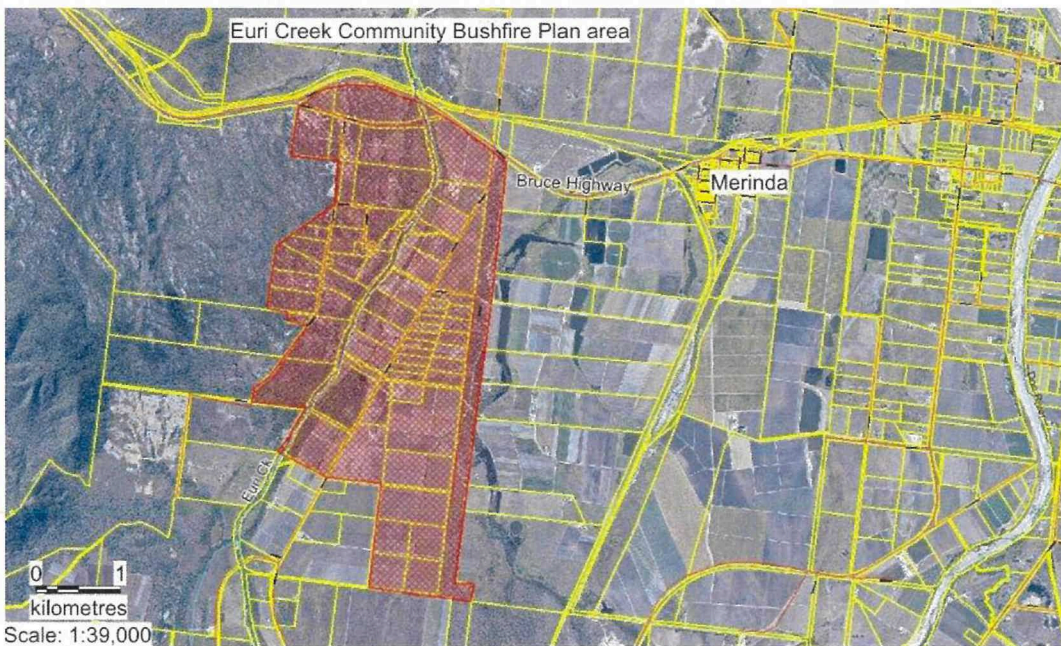 Euri Creek Community Bushfire Plan area
Bruce Highway
Merinda
Euri Ck
0 1
kilometres
Scale: 1:39,000